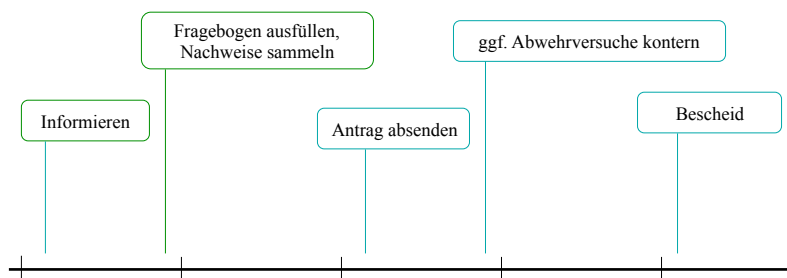 Informieren
Fragebogen ausfüllen,
Nachweise sammeln
Antrag absenden
ggf. Abwehrversuche kontern
Bescheid